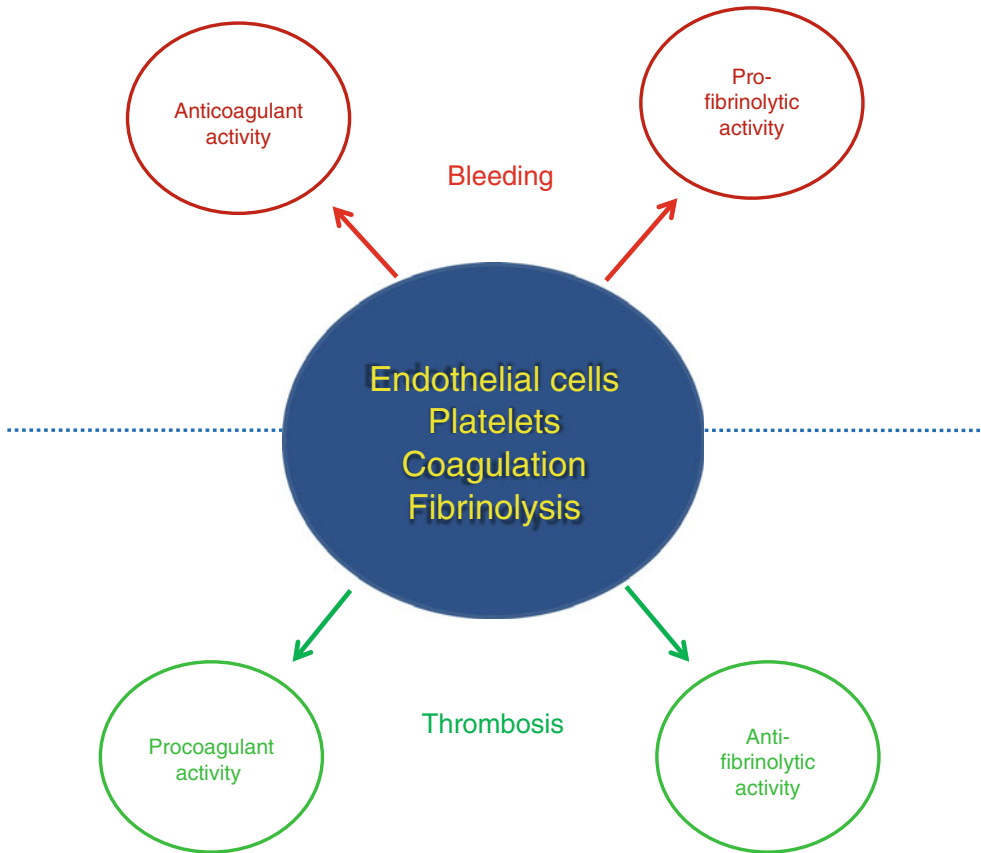 Anticoagulant
activity
Pro-
fibrinolytic
activity
Bleeding
Endothelial cells
Platelets
Coagulation
Fibrinolysis
Thrombosis
Procoagulant
activity
Anti-
fibrinolytic
activity